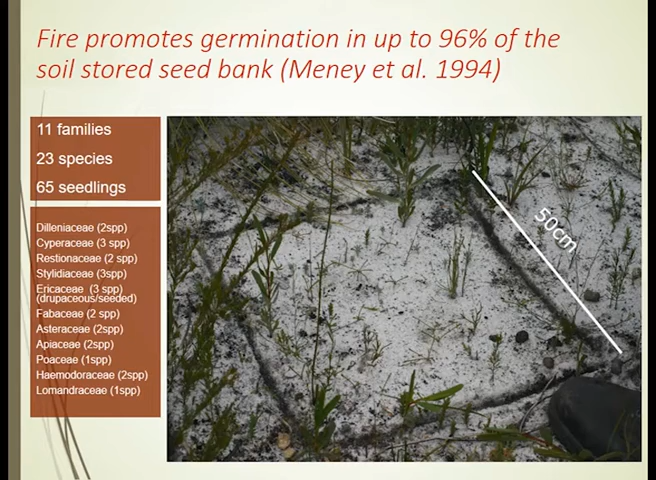 Fire promotes germination in up to 96% of the
soil stored seed bank (Meney et al. 1994)
11 families
23 species
65 seedlings
Dilleniaceae (2spp)
Cyperaceae (3 spp)
Restionaceae (2 spp)
Stylidiaceae (3spp)
Ericaceae (3 spp)
(drupaceous/seeded)
Fabaceae (2 spp)
Asteraceae (2spp)
Apiaceae (2spp)
Poaceae (1spp)
Haemodoraceae (2spp)
Lomandraceae (1spp)
50cm